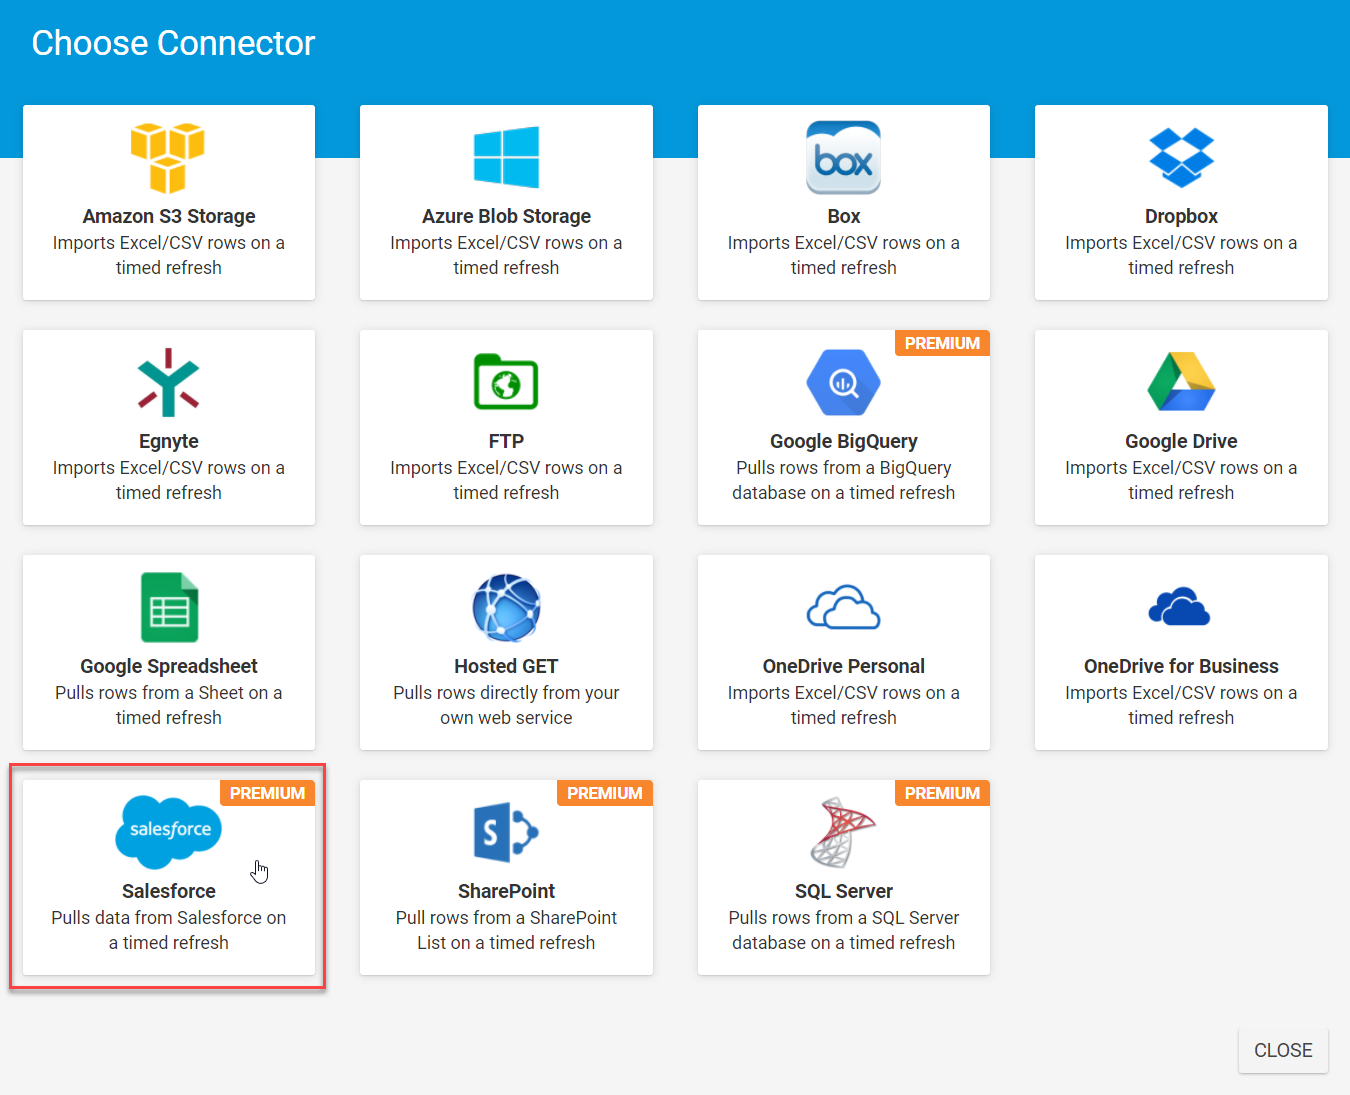 Choose Connector
Amazon S3 Storage
Imports Excel/CSV rows on a
timed refresh
Azure Blob Storage
Imports Excel/CSV rows on a
timed refresh
box
Box
Imports Excel/CSV rows on a
timed refresh
Dropbox
Imports Excel/CSV rows on a
timed refresh
Egnyte
Imports Excel/CSV rows on a
timed refresh
FTP
Imports Excel/CSV rows on a
timed refresh
PREMIUM
Google BigQuery
Pulls rows from a BigQuery
database on a timed refresh
Google Drive
Imports Excel/CSV rows on a
timed refresh
Google Spreadsheet
Pulls rows from a Sheet on a
timed refresh
Hosted GET
Pulls rows directly from your
own web service
OneDrive Personal
Imports Excel/CSV rows on a
timed refresh
OneDrive for Business
Imports Excel/CSV rows on a
timed refresh
PREMIUM
salesforce
Salesforce
Pulls data from Salesforce on
a timed refresh
PREMIUM
S
SharePoint
Pull rows from a SharePoint
List on a timed refresh
PREMIUM
SQL Server
Pulls rows from a SQL Server
database on a timed refresh
CLOSE